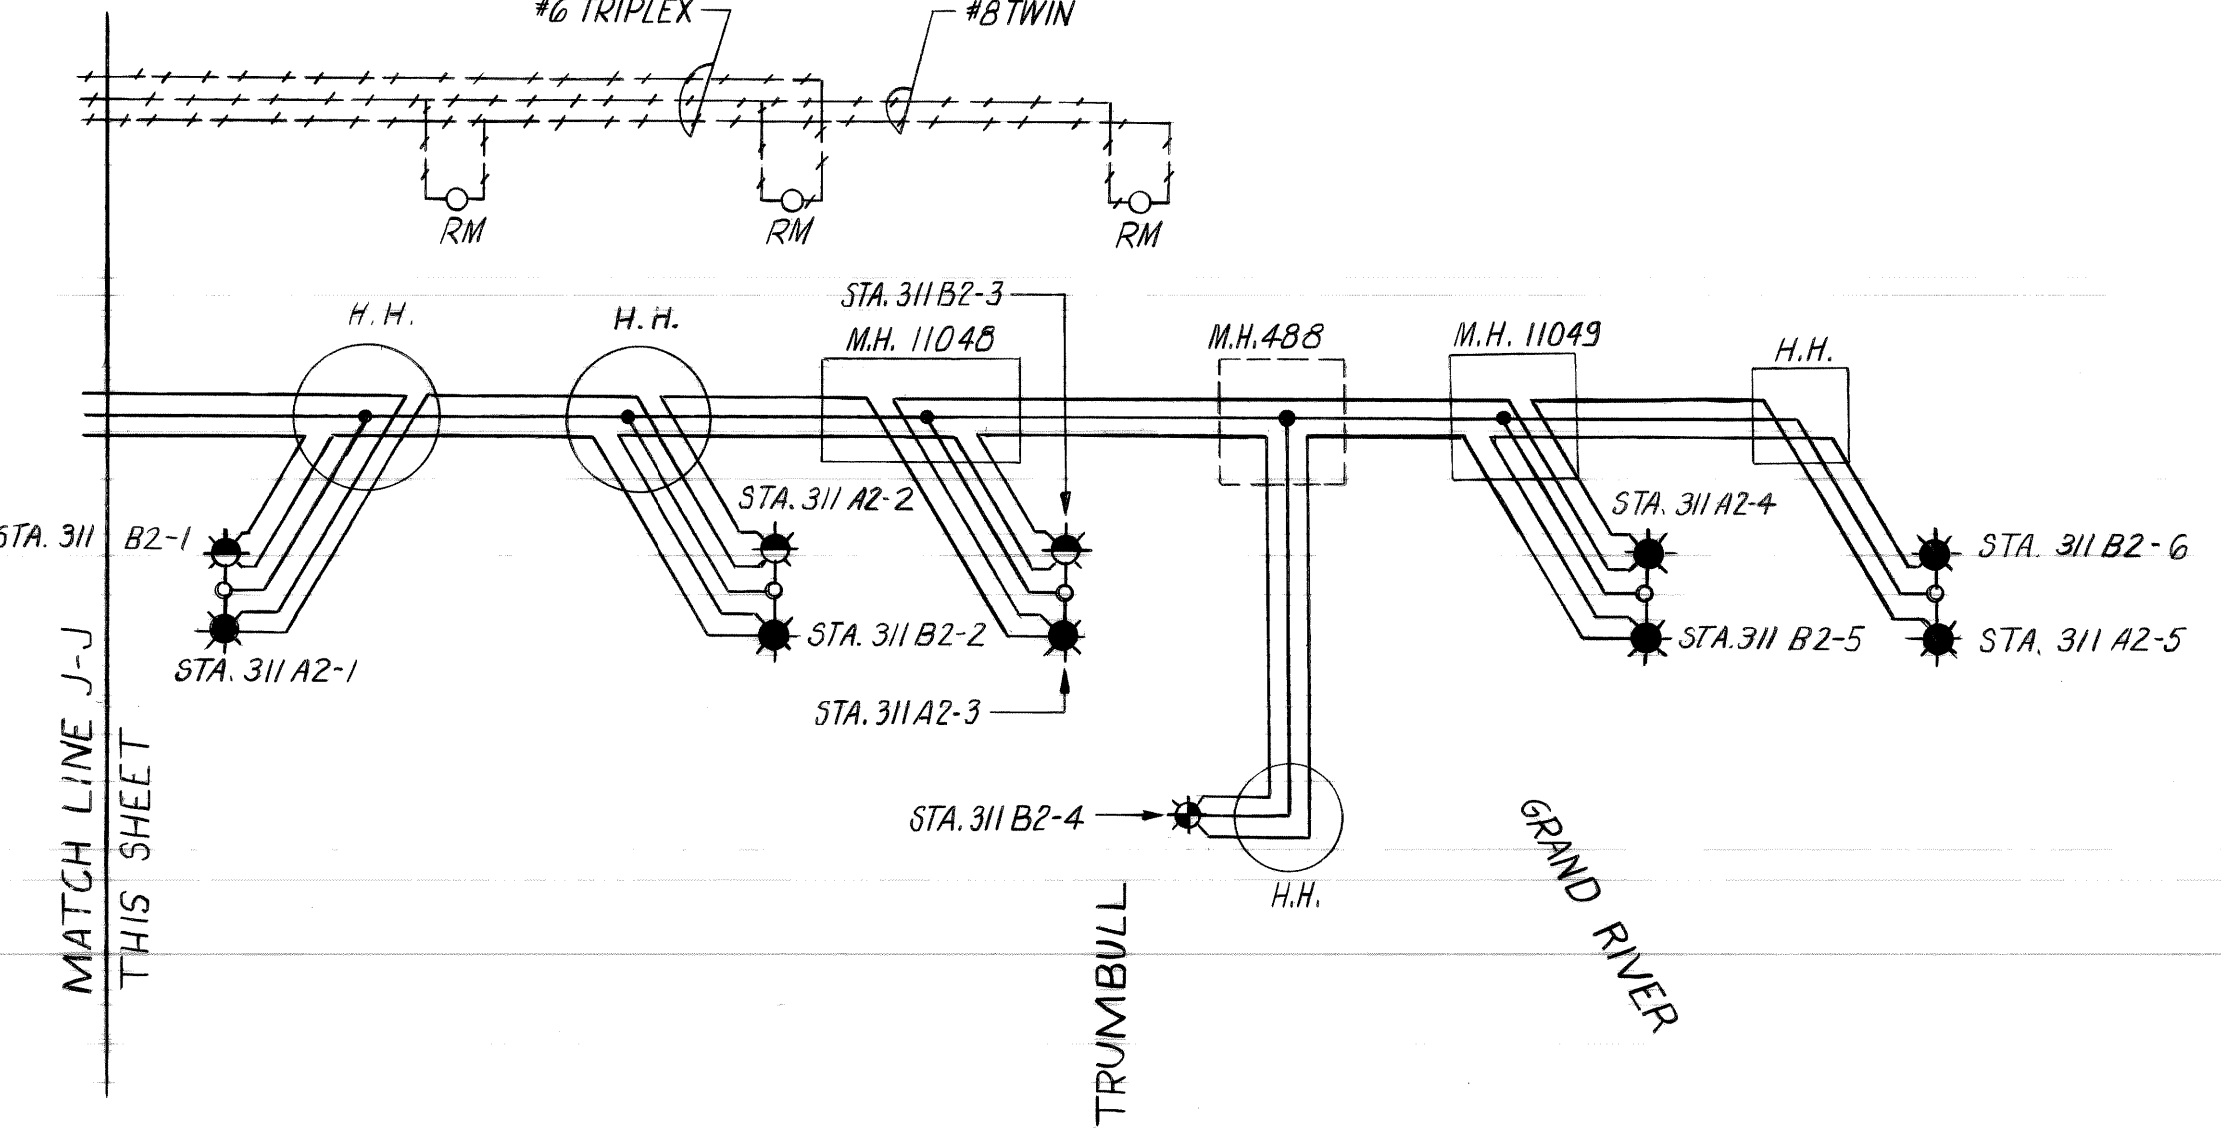 #6 TRIPLEX
#8 TWIN
RM
RM
RM
STA. 311 B2-3
H.H.
H.H.
M.H. 11048
M.H. 488
M.H. 11049
H.H.
STA. 311 A2-2
STA. 311 A2-4
STA. 311 B2-1
STA. 311 B2-6
STA. 311 B2-2
STA. 311 B2-5
STA. 311 A2-5
STA. 311 A2-1
STA. 311 A2-3
STA. 311 B2-4
H.H.
MATCH LINE J-J
THIS SHEET
TRUMBULL
GRAND RIVER